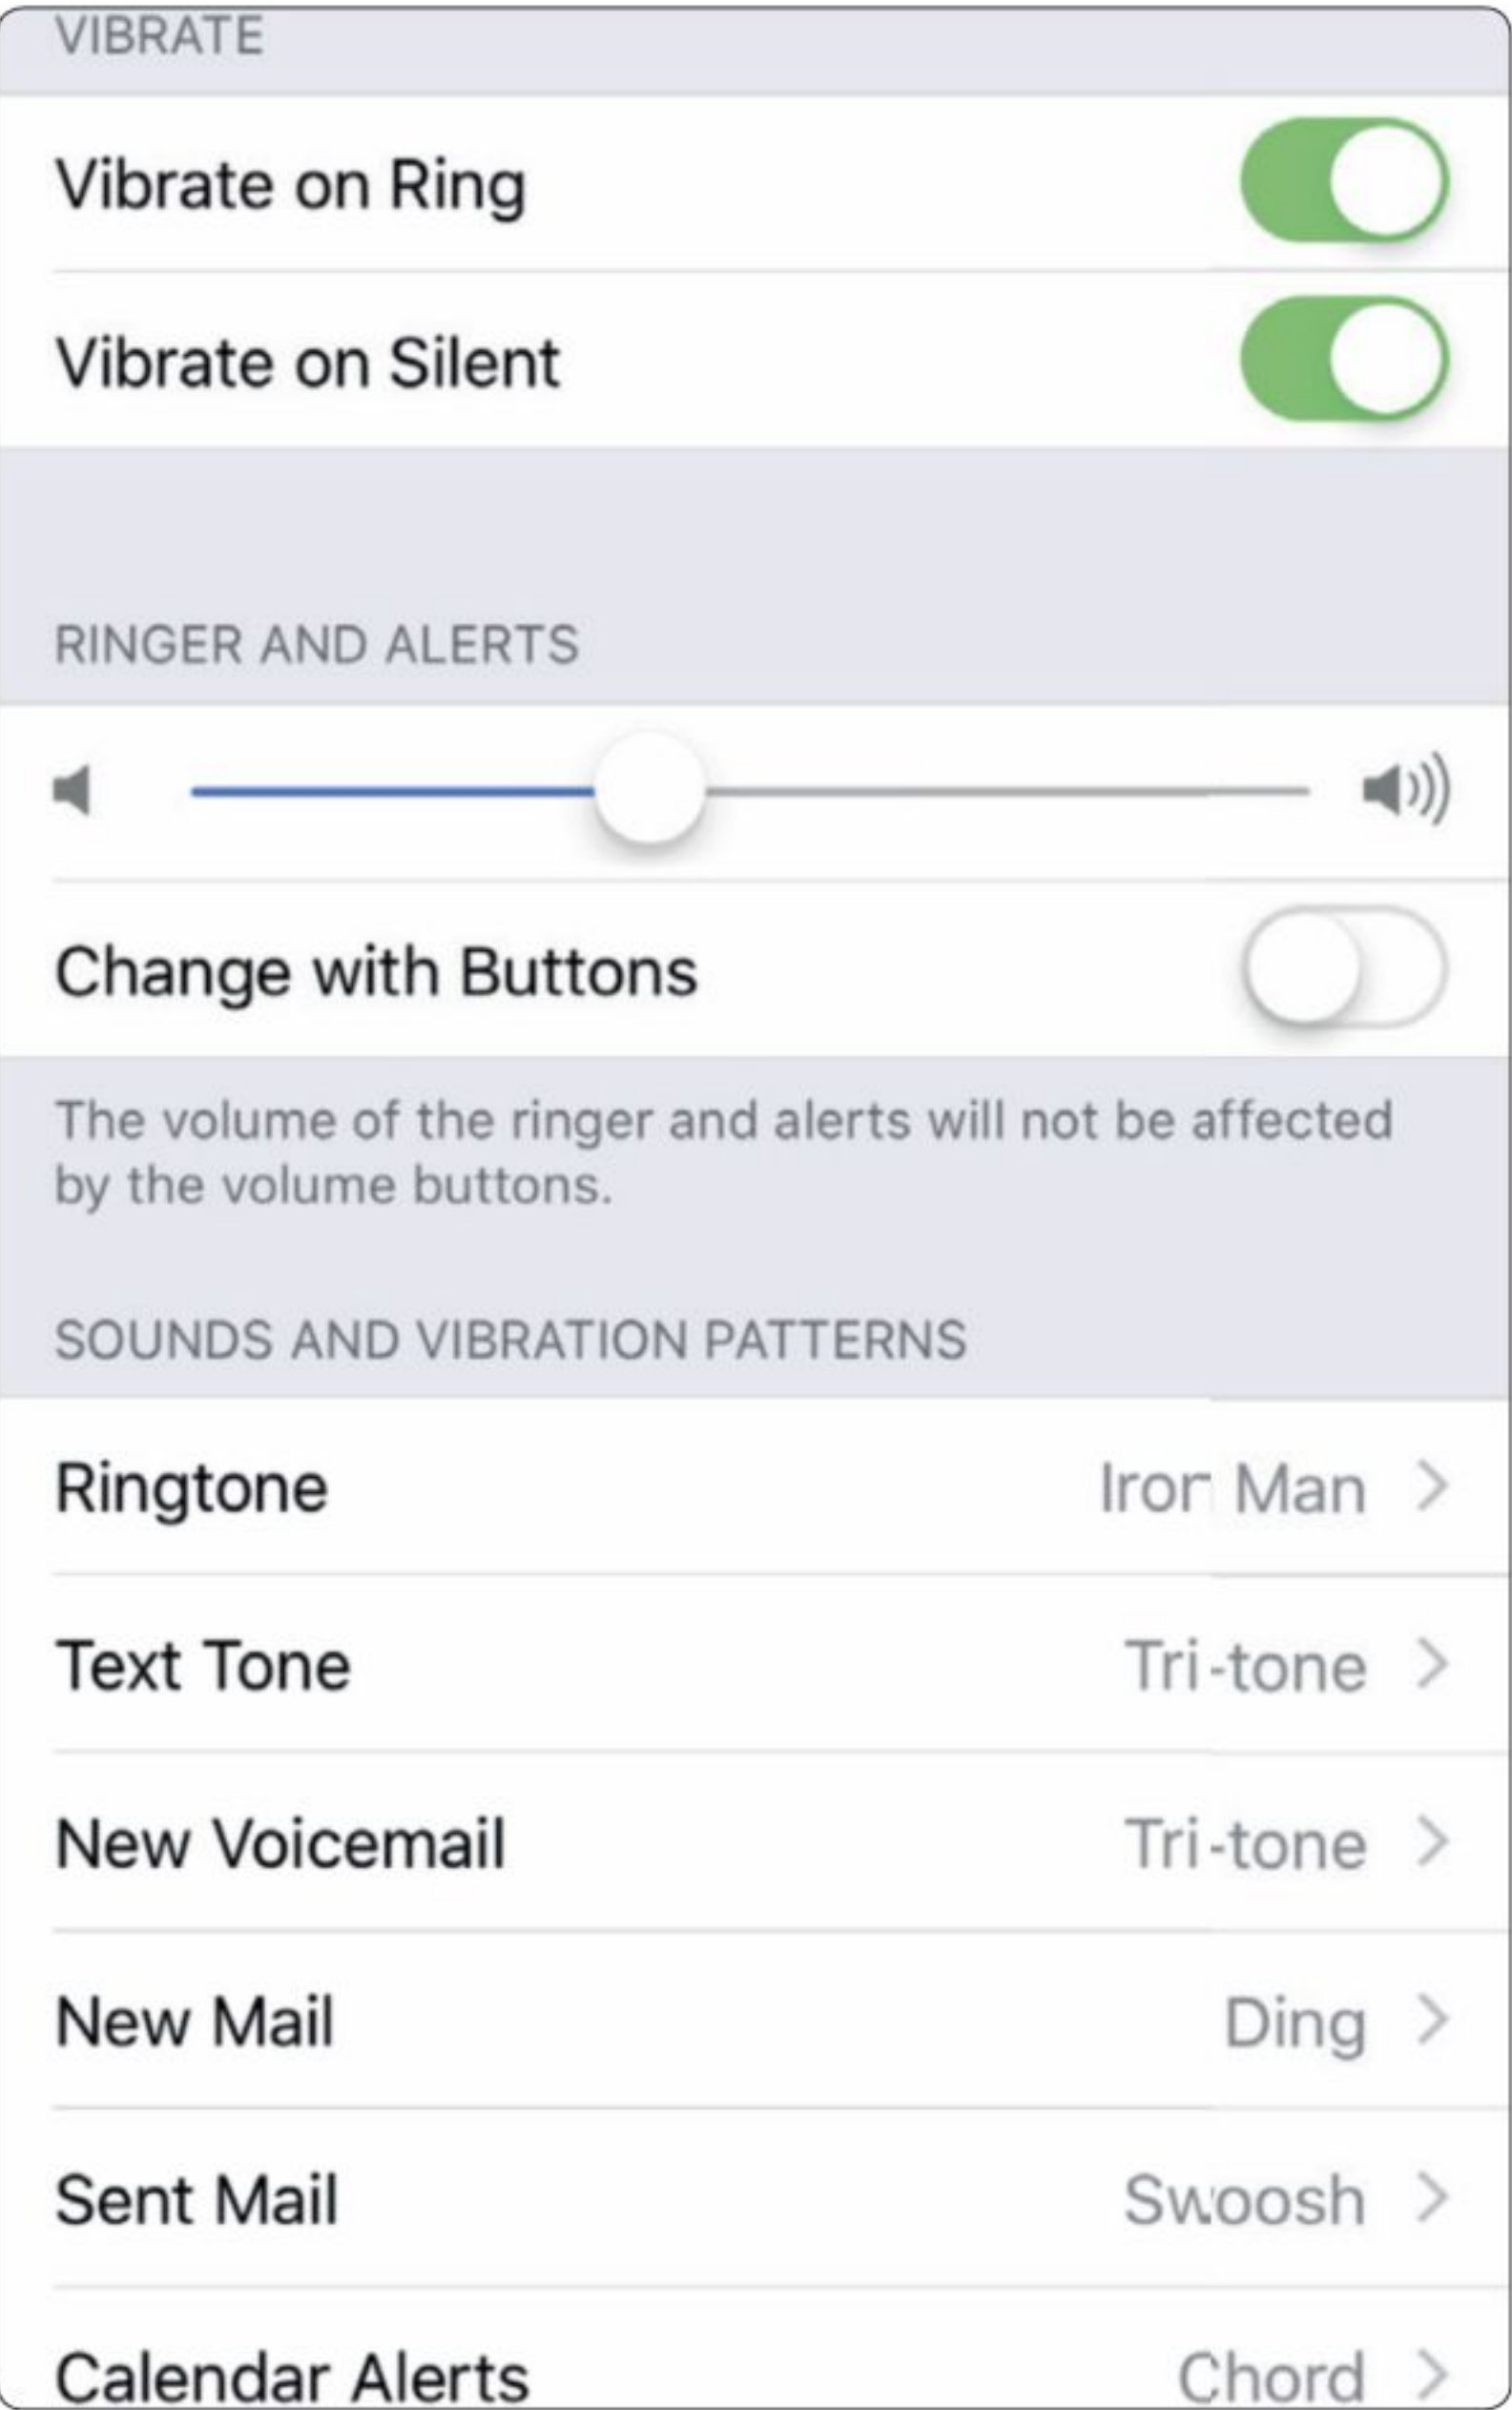 VIBRATE
Vibrate on Ring
Vibrate on Silent
RINGER AND ALERTS
Change with Buttons
The volume of the ringer and alerts will not be affected
by the volume buttons.
SOUNDS AND VIBRATION PATTERNS
Ringtone Iron Man
Text Tone Tri-tone
New Voicemail Tri-tone
New Mail Ding
Sent Mail Swoosh
Calendar Alerts Chord